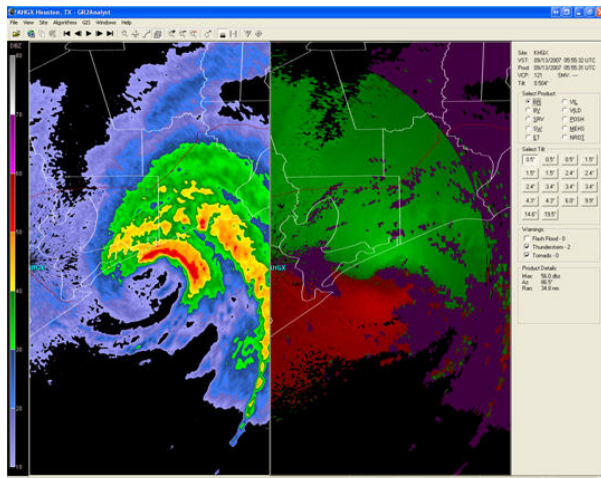 KHGX Houston, TX - GR2Analyst
File View Site Algorithms GIS Windows Help
DBZ
80
70
60
50
40
30
20
10
Site: KHGX
VST: 09/13/2007 05:55:32 UTC
Prod: 09/13/2007 05:55:31 UTC
VCP: 121 SMV: ---
Tilt: 0.504°
Select Product
BR VIL
BV VILD
SRV POSH
SW MEHS
ET NROT
Select Tilt
0.5° 0.5° 0.5° 1.5°
1.5° 1.5° 2.4° 2.4°
2.4° 3.4° 3.4° 3.4°
4.3° 4.3° 6.0° 9.9°
14.6° 19.5°
Warnings
Flash Flood - 0
Thunderstorm - 2
Tornado - 0
Product Details
Max: 56.0 dbz
Az: 86.5°
Ran: 34.8 nm